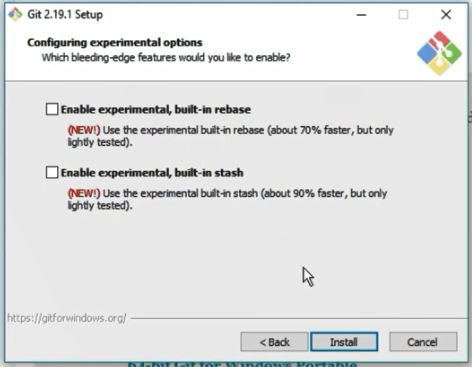 Git 2.19.1 Setup
Configuring experimental options
Which bleeding-edge features would you like to enable?
Enable experimental, built-in rebase
(NEW!) Use the experimental built-in rebase (about 70% faster, but only
lightly tested).
Enable experimental, built-in stash
(NEW!) Use the experimental built-in stash (about 90% faster, but only
lightly tested).
https://gitforwindows.org/
< Back Install Cancel
64-bit Git for Windows Portable